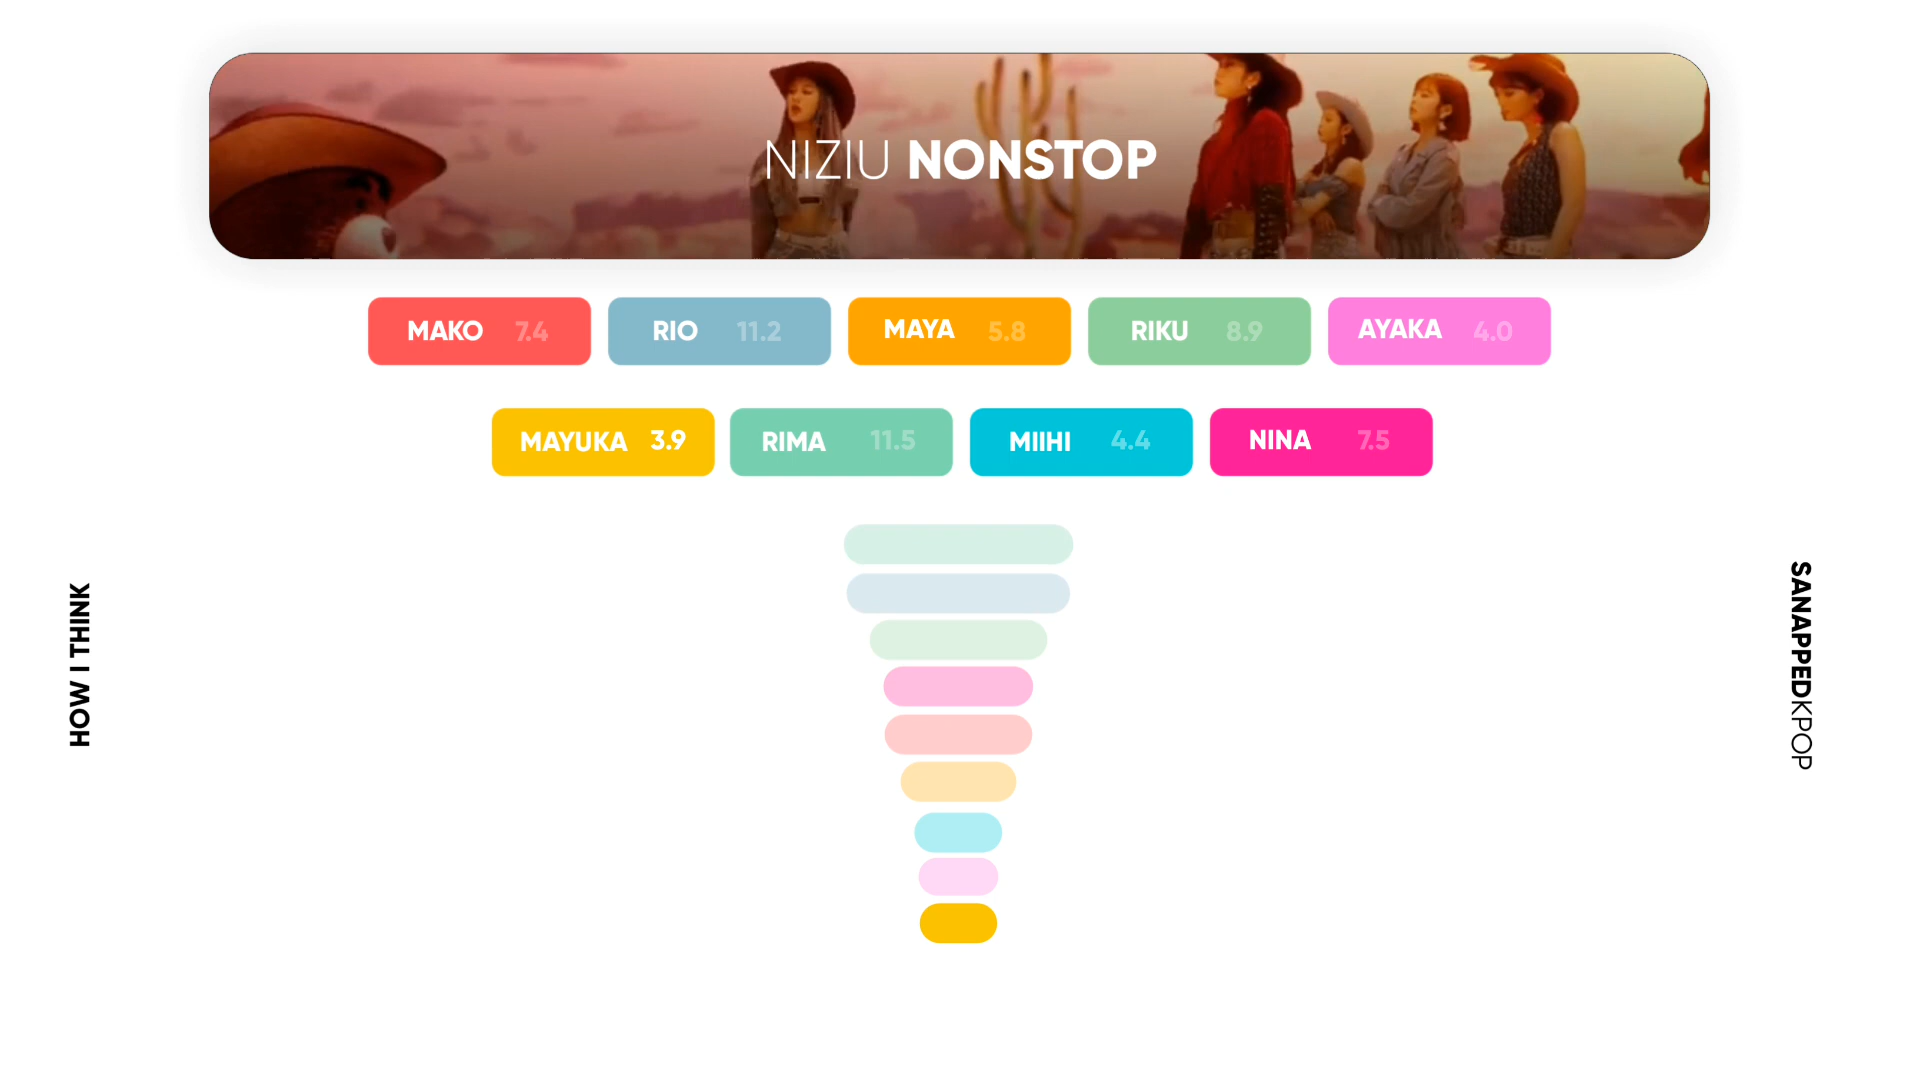 NIZIU NONSTOP
MAKO 7.4
RIO 11.2
MAYA 5.8
RIKU 8.9
AYAKA 4.0
MAYUKA 3.9
RIMA 11.5
MIIHI 4.4
NINA 7.5
HOW I THINK
SANAPPEDKPOP